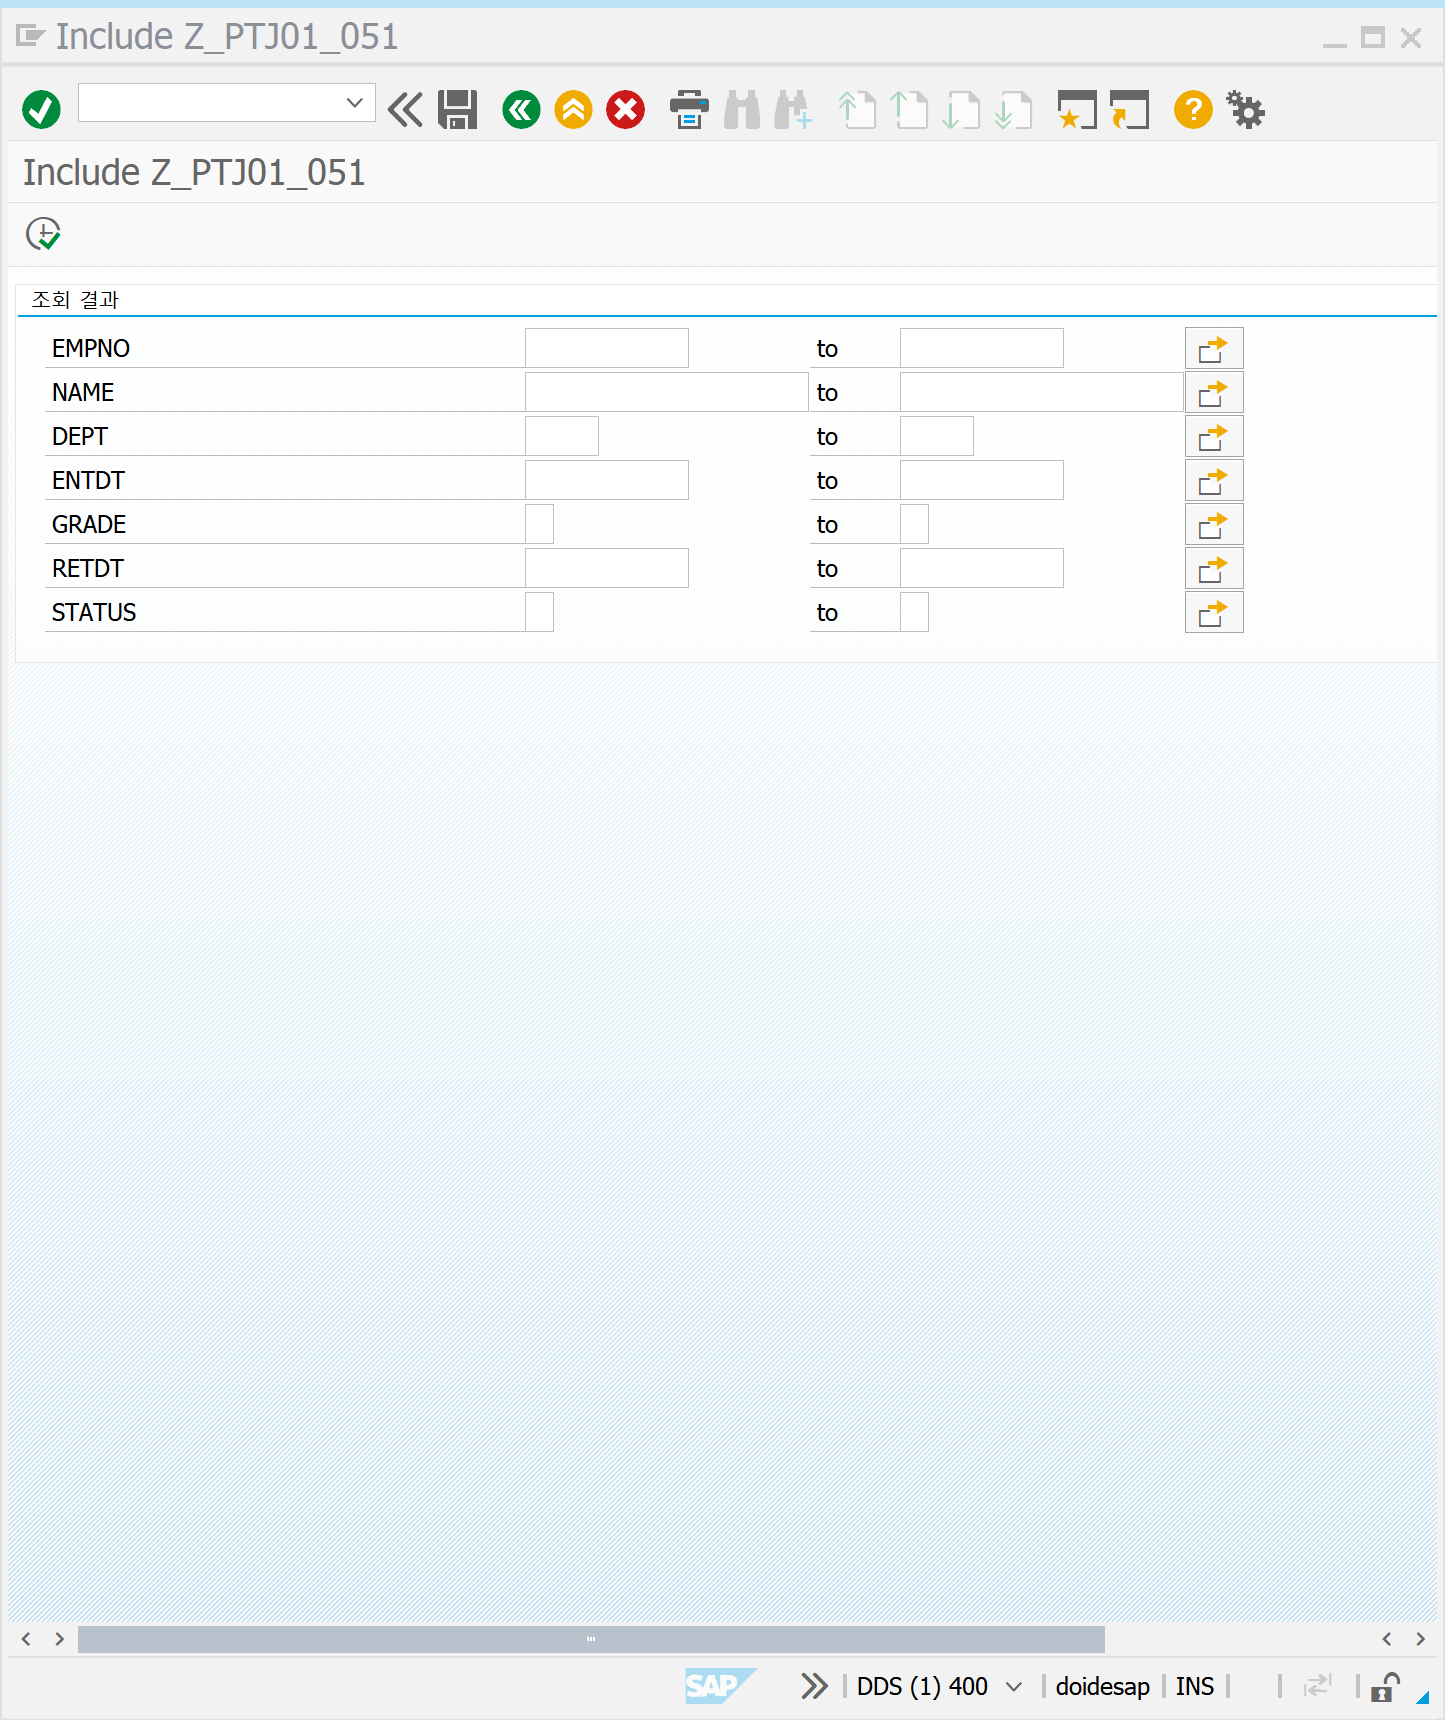 Include Z_PTJ01_051
Include Z_PTJ01_051
조회 결과
EMPNO to
NAME to
DEPT to
ENTDT to
GRADE to
RETDT to
STATUS to
SAP DDS (1) 400 doidesap INS